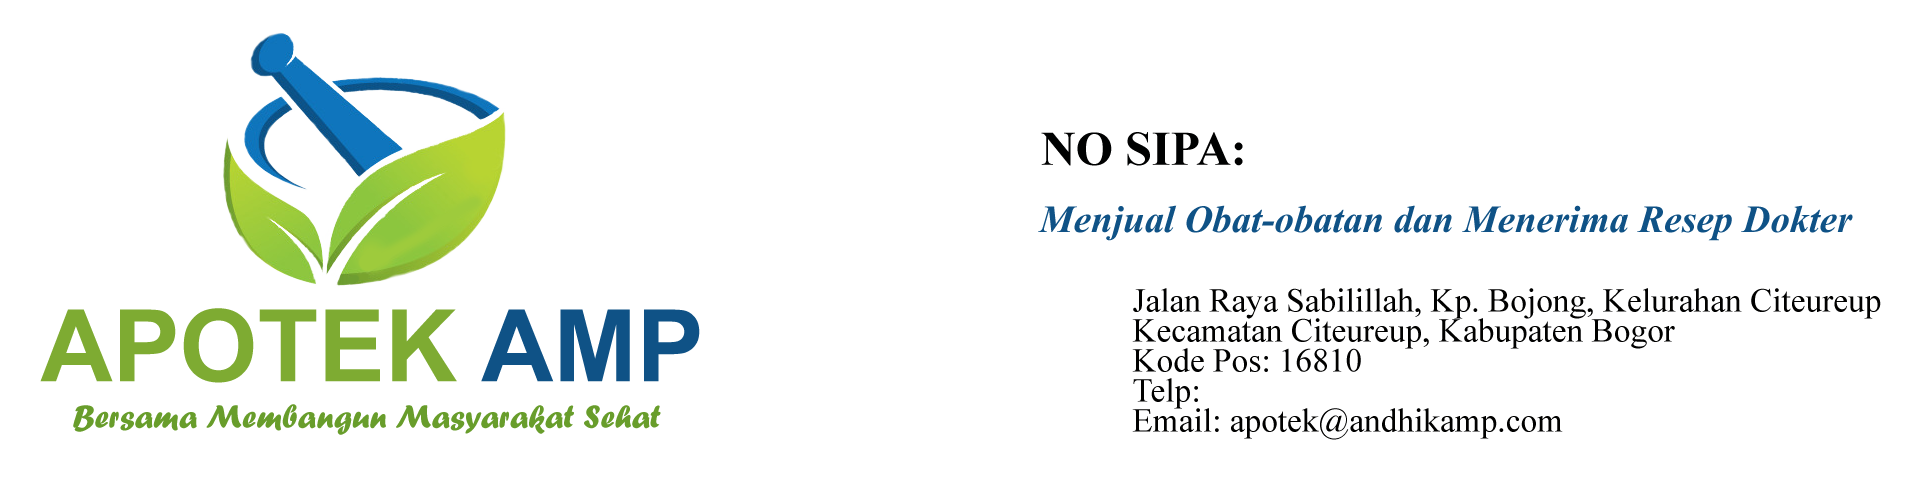 APOTEK AMP
Bersama Membangun Masyarakat Sehat
NO SIPA:
Menjual Obat-obatan dan Menerima Resep Dokter
Jalan Raya Sabilillah, Kp. Bojong, Kelurahan Citeureup
Kecamatan Citeureup, Kabupaten Bogor
Kode Pos: 16810
Telp:
Email: apotek@andhikamp.com